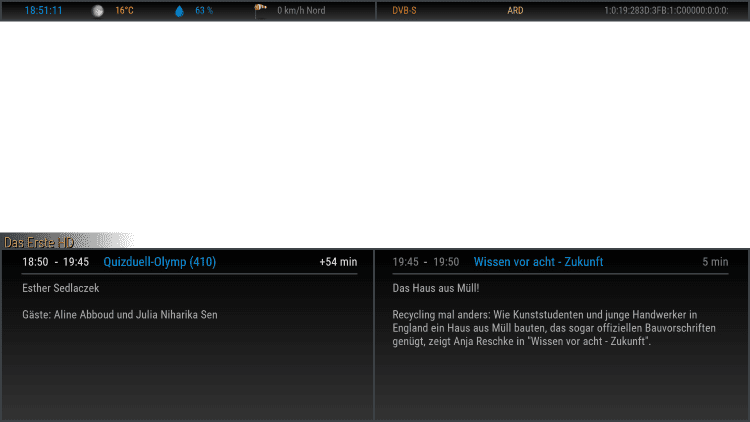 18:51:11 16°C 63 % 0 km/h Nord DVB-S ARD 1:0:19:283D:3FB:1:C00000:0:0:0:
Das Erste HD
18:50 - 19:45 Quizduell-Olymp (410) +54 min
Esther Sedlaczek
Gäste: Aline Abboud und Julia Niharika Sen
19:45 - 19:50 Wissen vor acht - Zukunft 5 min
Das Haus aus Müll!
Recycling mal anders: Wie Kunststudenten und junge Handwerker in
England ein Haus aus Müll bauten, das sogar offiziellen Bauvorschriften
genügt, zeigt Anja Reschke in "Wissen vor acht - Zukunft".